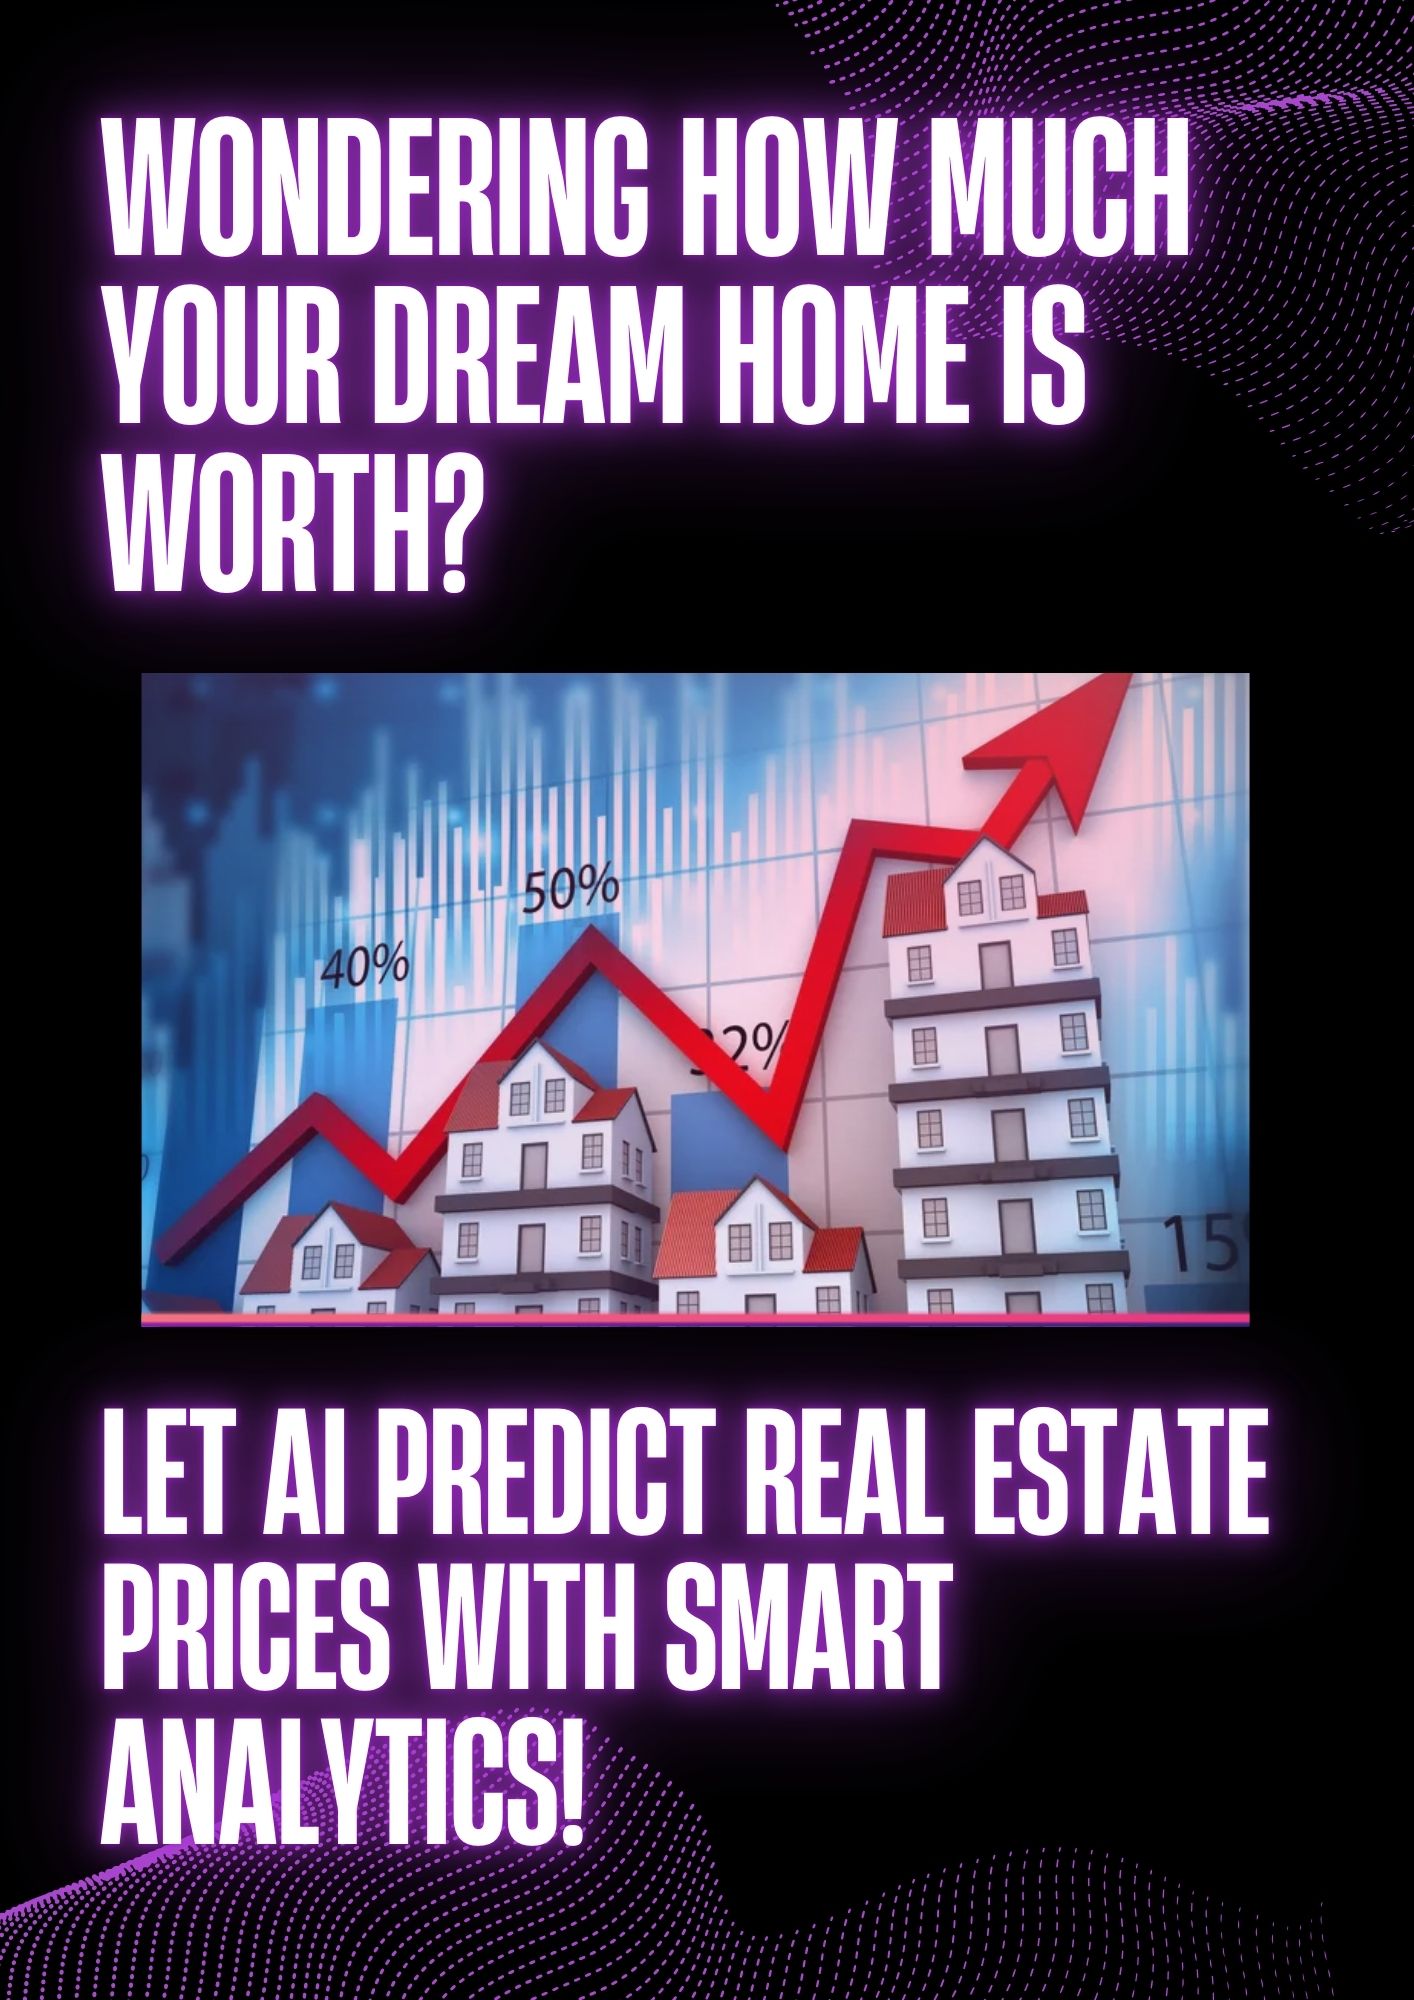 WONDERING HOW MUCH
YOUR DREAM HOME IS
WORTH?
50%
40%
LET AI PREDICT REAL ESTATE
PRICES WITH SMART
ANALYTICS!